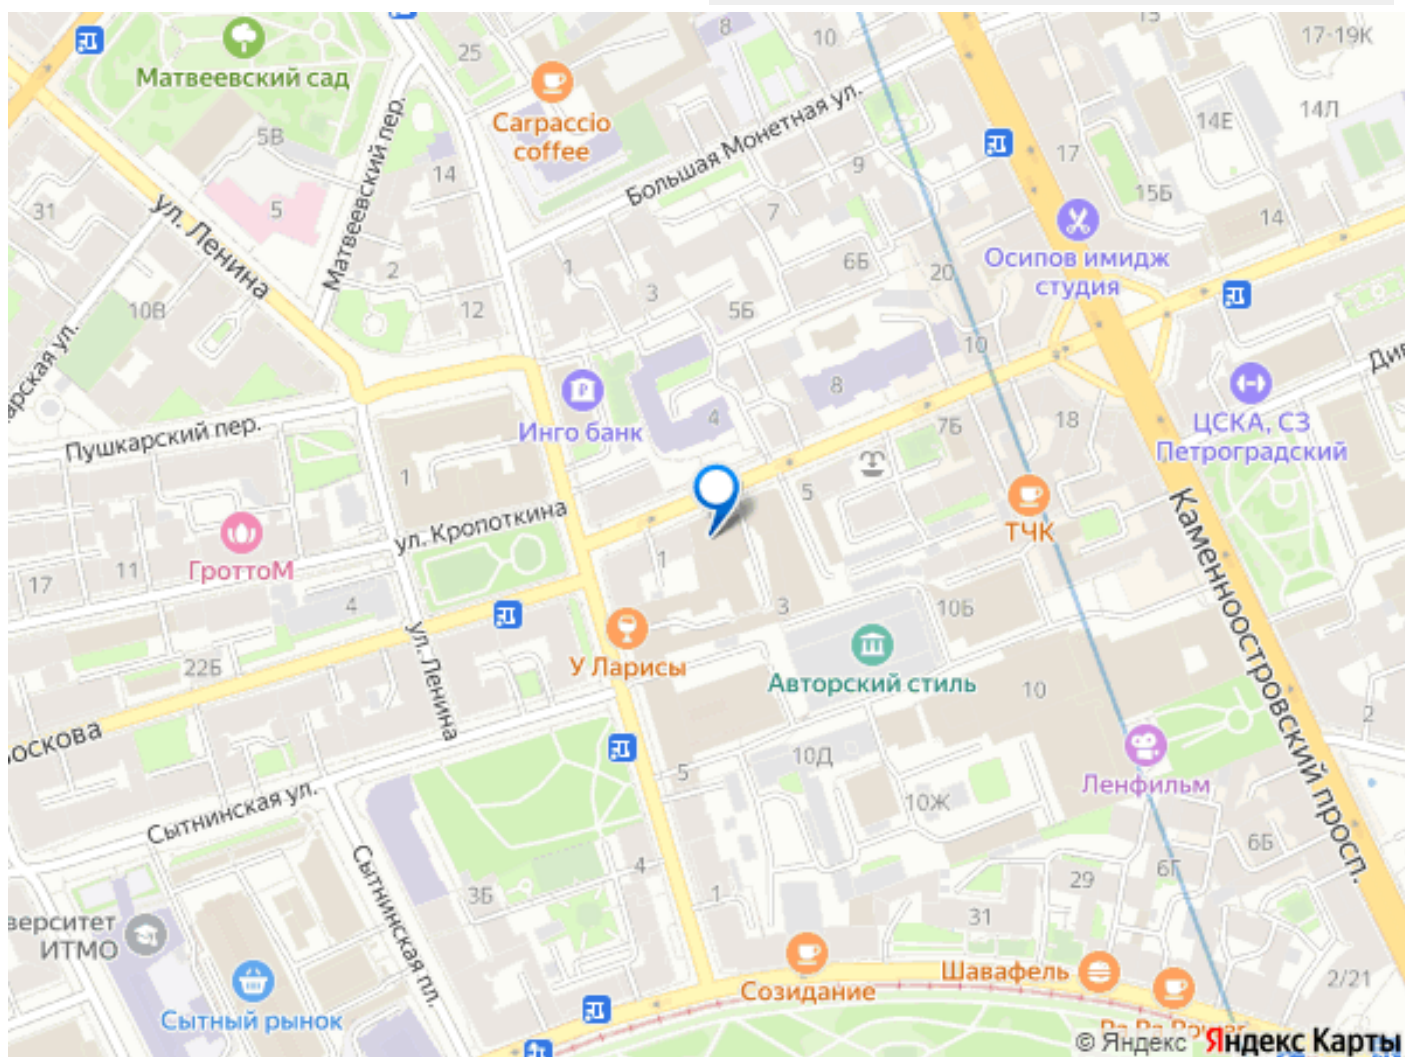 15
17-19К
8
10
25
Матвеевский сад
Carpaccio
coffee
Большая Монетная ул.
14Е
14Л
5В
Матвеевский пер.
14
17
9
15Б
31
5
ул. Ленина
7
14
Осипов имидж
студия
2
1
6Б
20
3
10В
12
5Б
10
Див
8
ЦСКА, СЗ
Петроградский
Инго банк
4
7Б
18
Пушкарский пер.
арская ул.
1
5
ТЧК
ул. Кропоткина
Каменноостровский просп.
ГроттоМ
17
11
4
1
3
10Б
У Ларисы
Авторский стиль
22Б
ул. Ленина
10
2
оскова
10Д
5
Ленфильм
10Ж
Сытнинская ул.
6Б
6Г
4
29
3Б
1
31
Сытнинская пл.
верситет
ИТМО
Шавафель
2/21
Созидание
Сытный рынок
© Яндекс Яндекс Карты